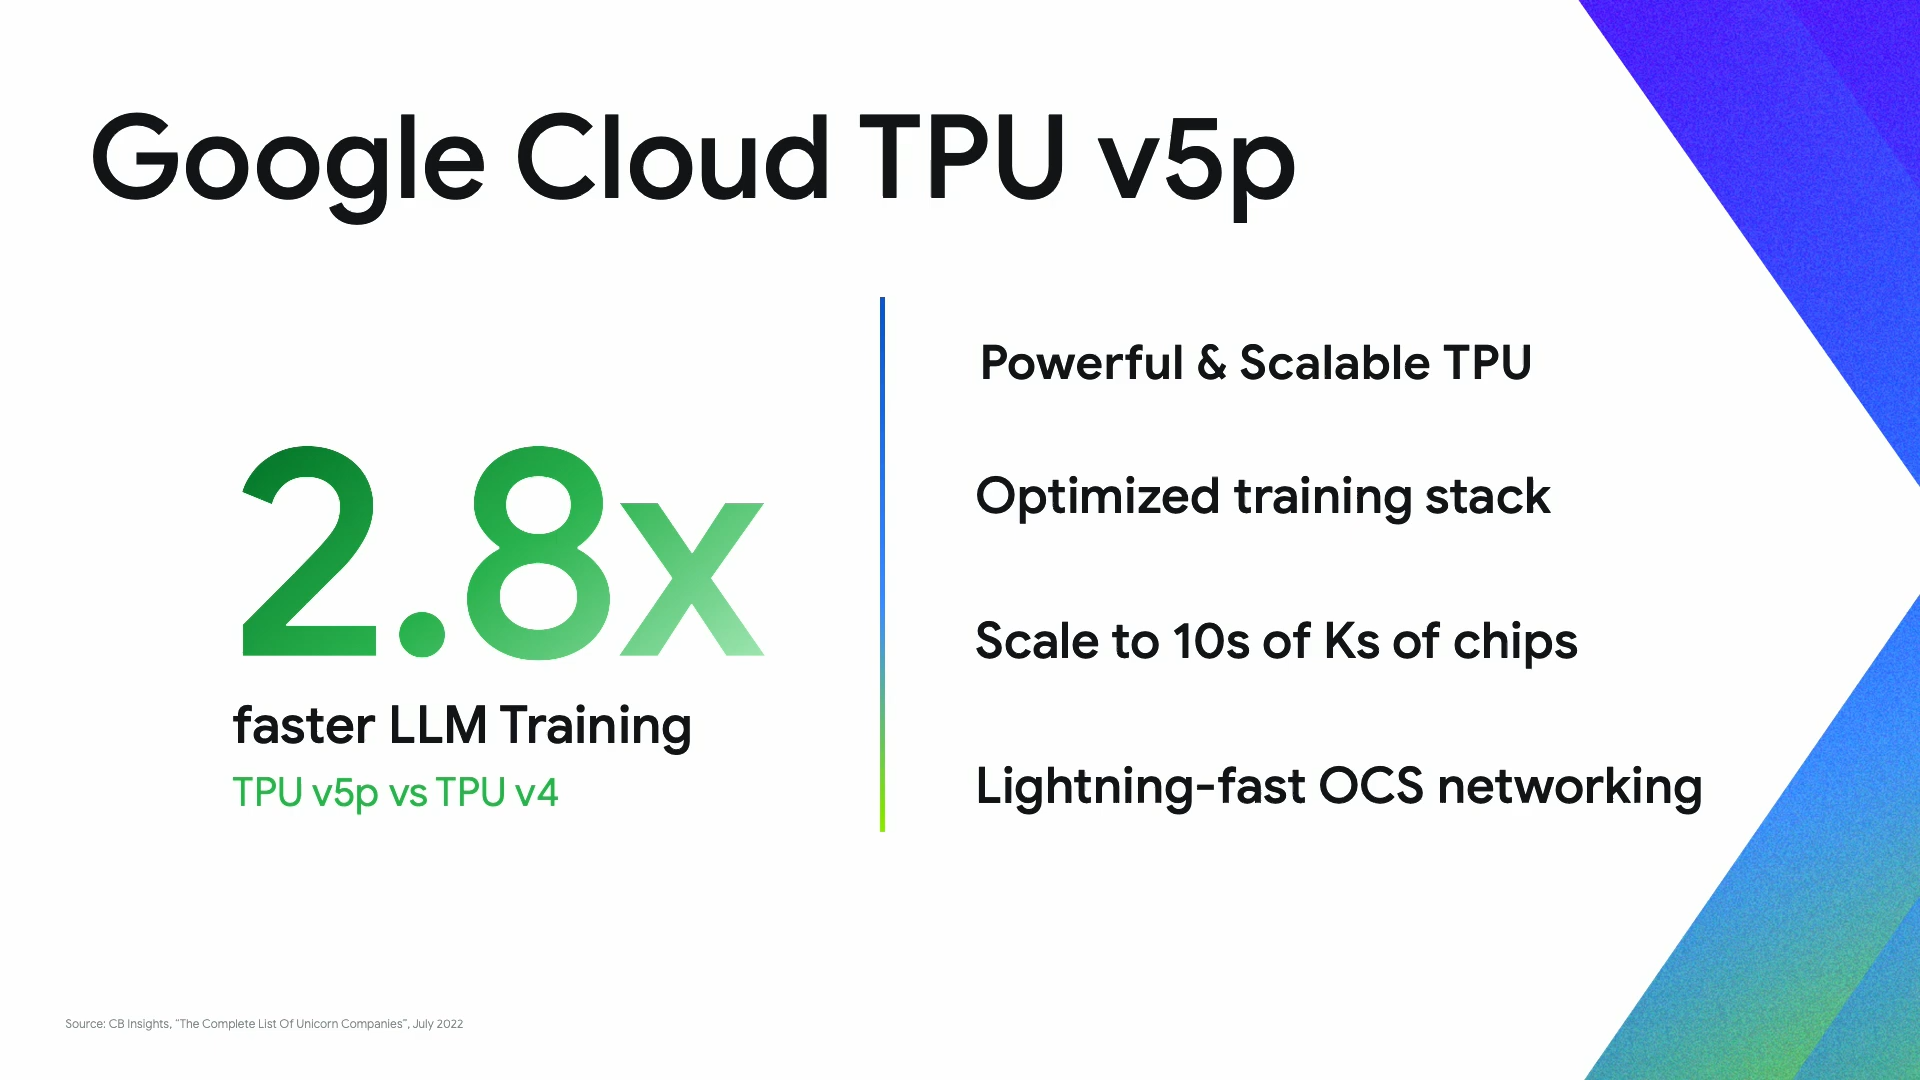 Google Cloud TPU v5p
2.8x
faster LLM Training
TPU v5p vs TPU v4
Powerful & Scalable TPU
Optimized training stack
Scale to 10s of Ks of chips
Lightning-fast OCS networking
Source: CB Insights, “The Complete List Of Unicorn Companies”, July 2022